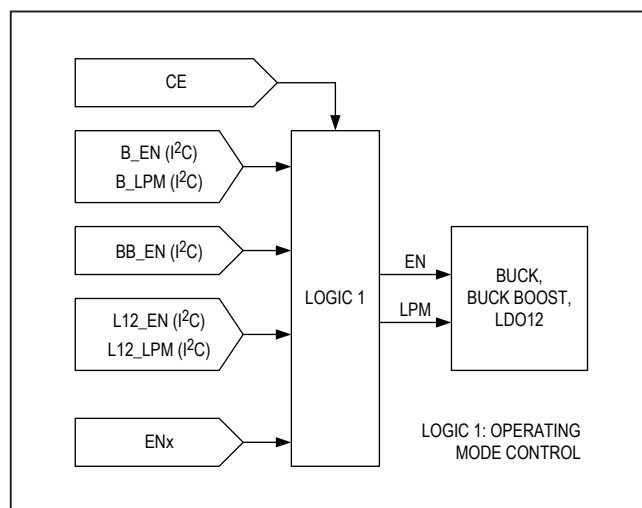 CE
B_EN (I²C)
B_LPM (I²C)
BB_EN (I²C)
L12_EN (I²C)
L12_LPM (I²C)
ENx
LOGIC 1
EN
LPM
BUCK,
BUCK BOOST,
LDO12
LOGIC 1: OPERATING
MODE CONTROL